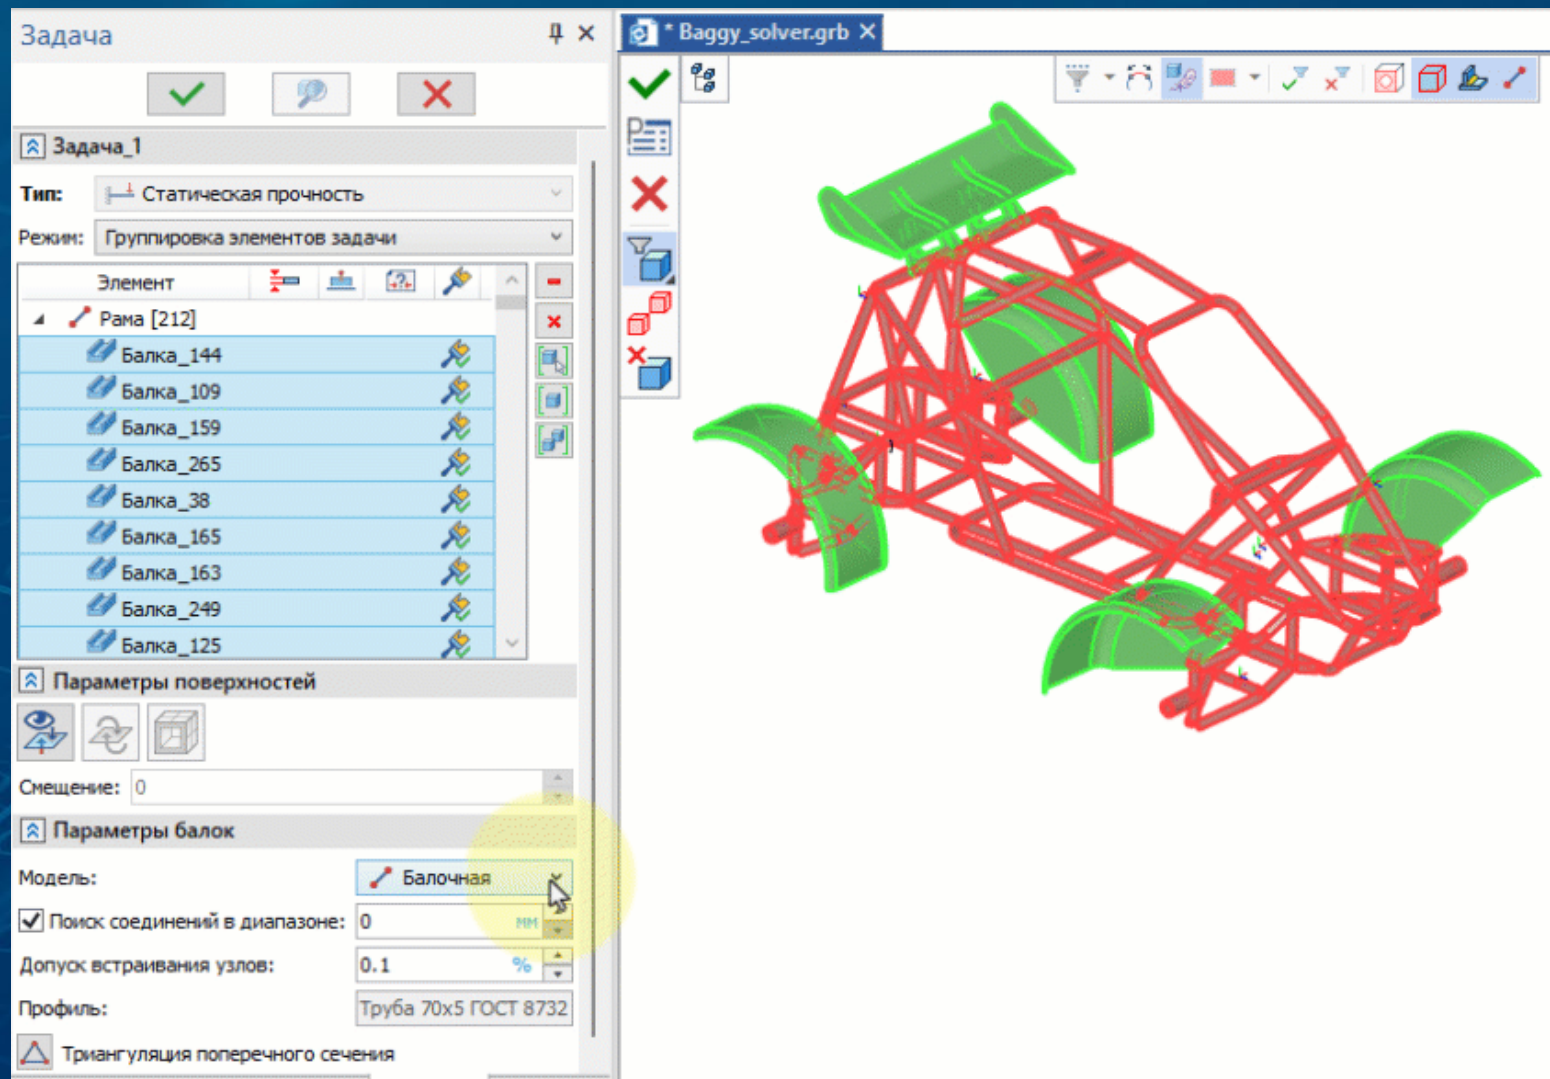 Задача
* Baggy_solver.grb
Задача_1
Тип: Статическая прочность
Режим: Группировка элементов задачи
Элемент
Рама [212]
Балка_144
Балка_109
Балка_159
Балка_265
Балка_38
Балка_165
Балка_163
Балка_249
Балка_125
Параметры поверхностей
Смещение: 0
Параметры балок
Модель: Балочная
Поиск соединений в диапазоне: 0 мм
Допуск встраивания узлов: 0.1 %
Профиль: Труба 70x5 ГОСТ 8732
Триангуляция поперечного сечения